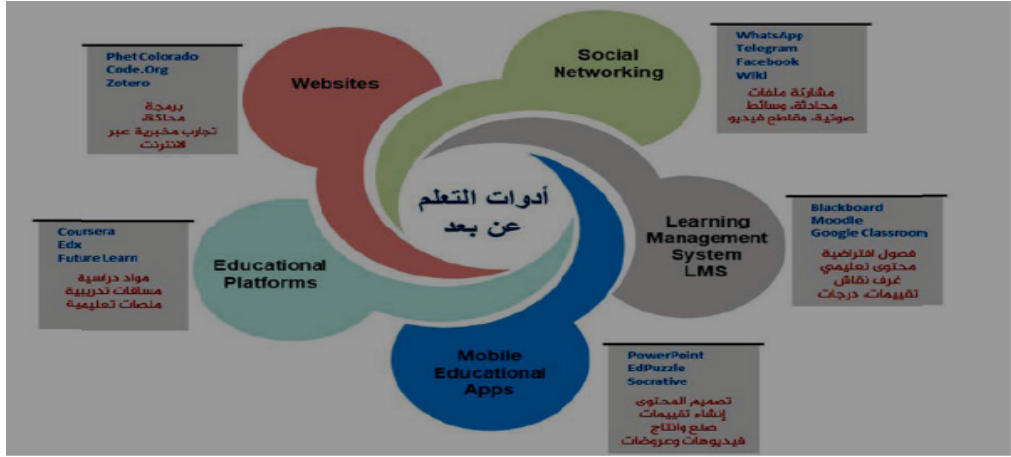 أدوات التعلم
عن بعد
Websites
Phet Colorado
Code.Org
Zotero
برمجة
محاكة،
تجارب مخبرية عبر
الانترنت
Social
Networking
WhatsApp
Telegram
Facebook
Wiki
مشاركة ملفات
محادثة، وسائط
صوتية، مقاطع فيديو
Learning
Management
System
LMS
Blackboard
Moodle
Google Classroom
فصول افتراضية
محتوى تعليمي
غرف نقاش
تقييمات، درجات
Mobile
Educational
Apps
PowerPoint
EdPuzzle
Socrative
تصميم المحتوى
إنشاء تقييمات
صنع وانتاج
فيديوهات وعروضات
Educational
Platforms
Coursera
Edx
Future Learn
مواد دراسية
مساقات تدريبية
منصات تعليمية